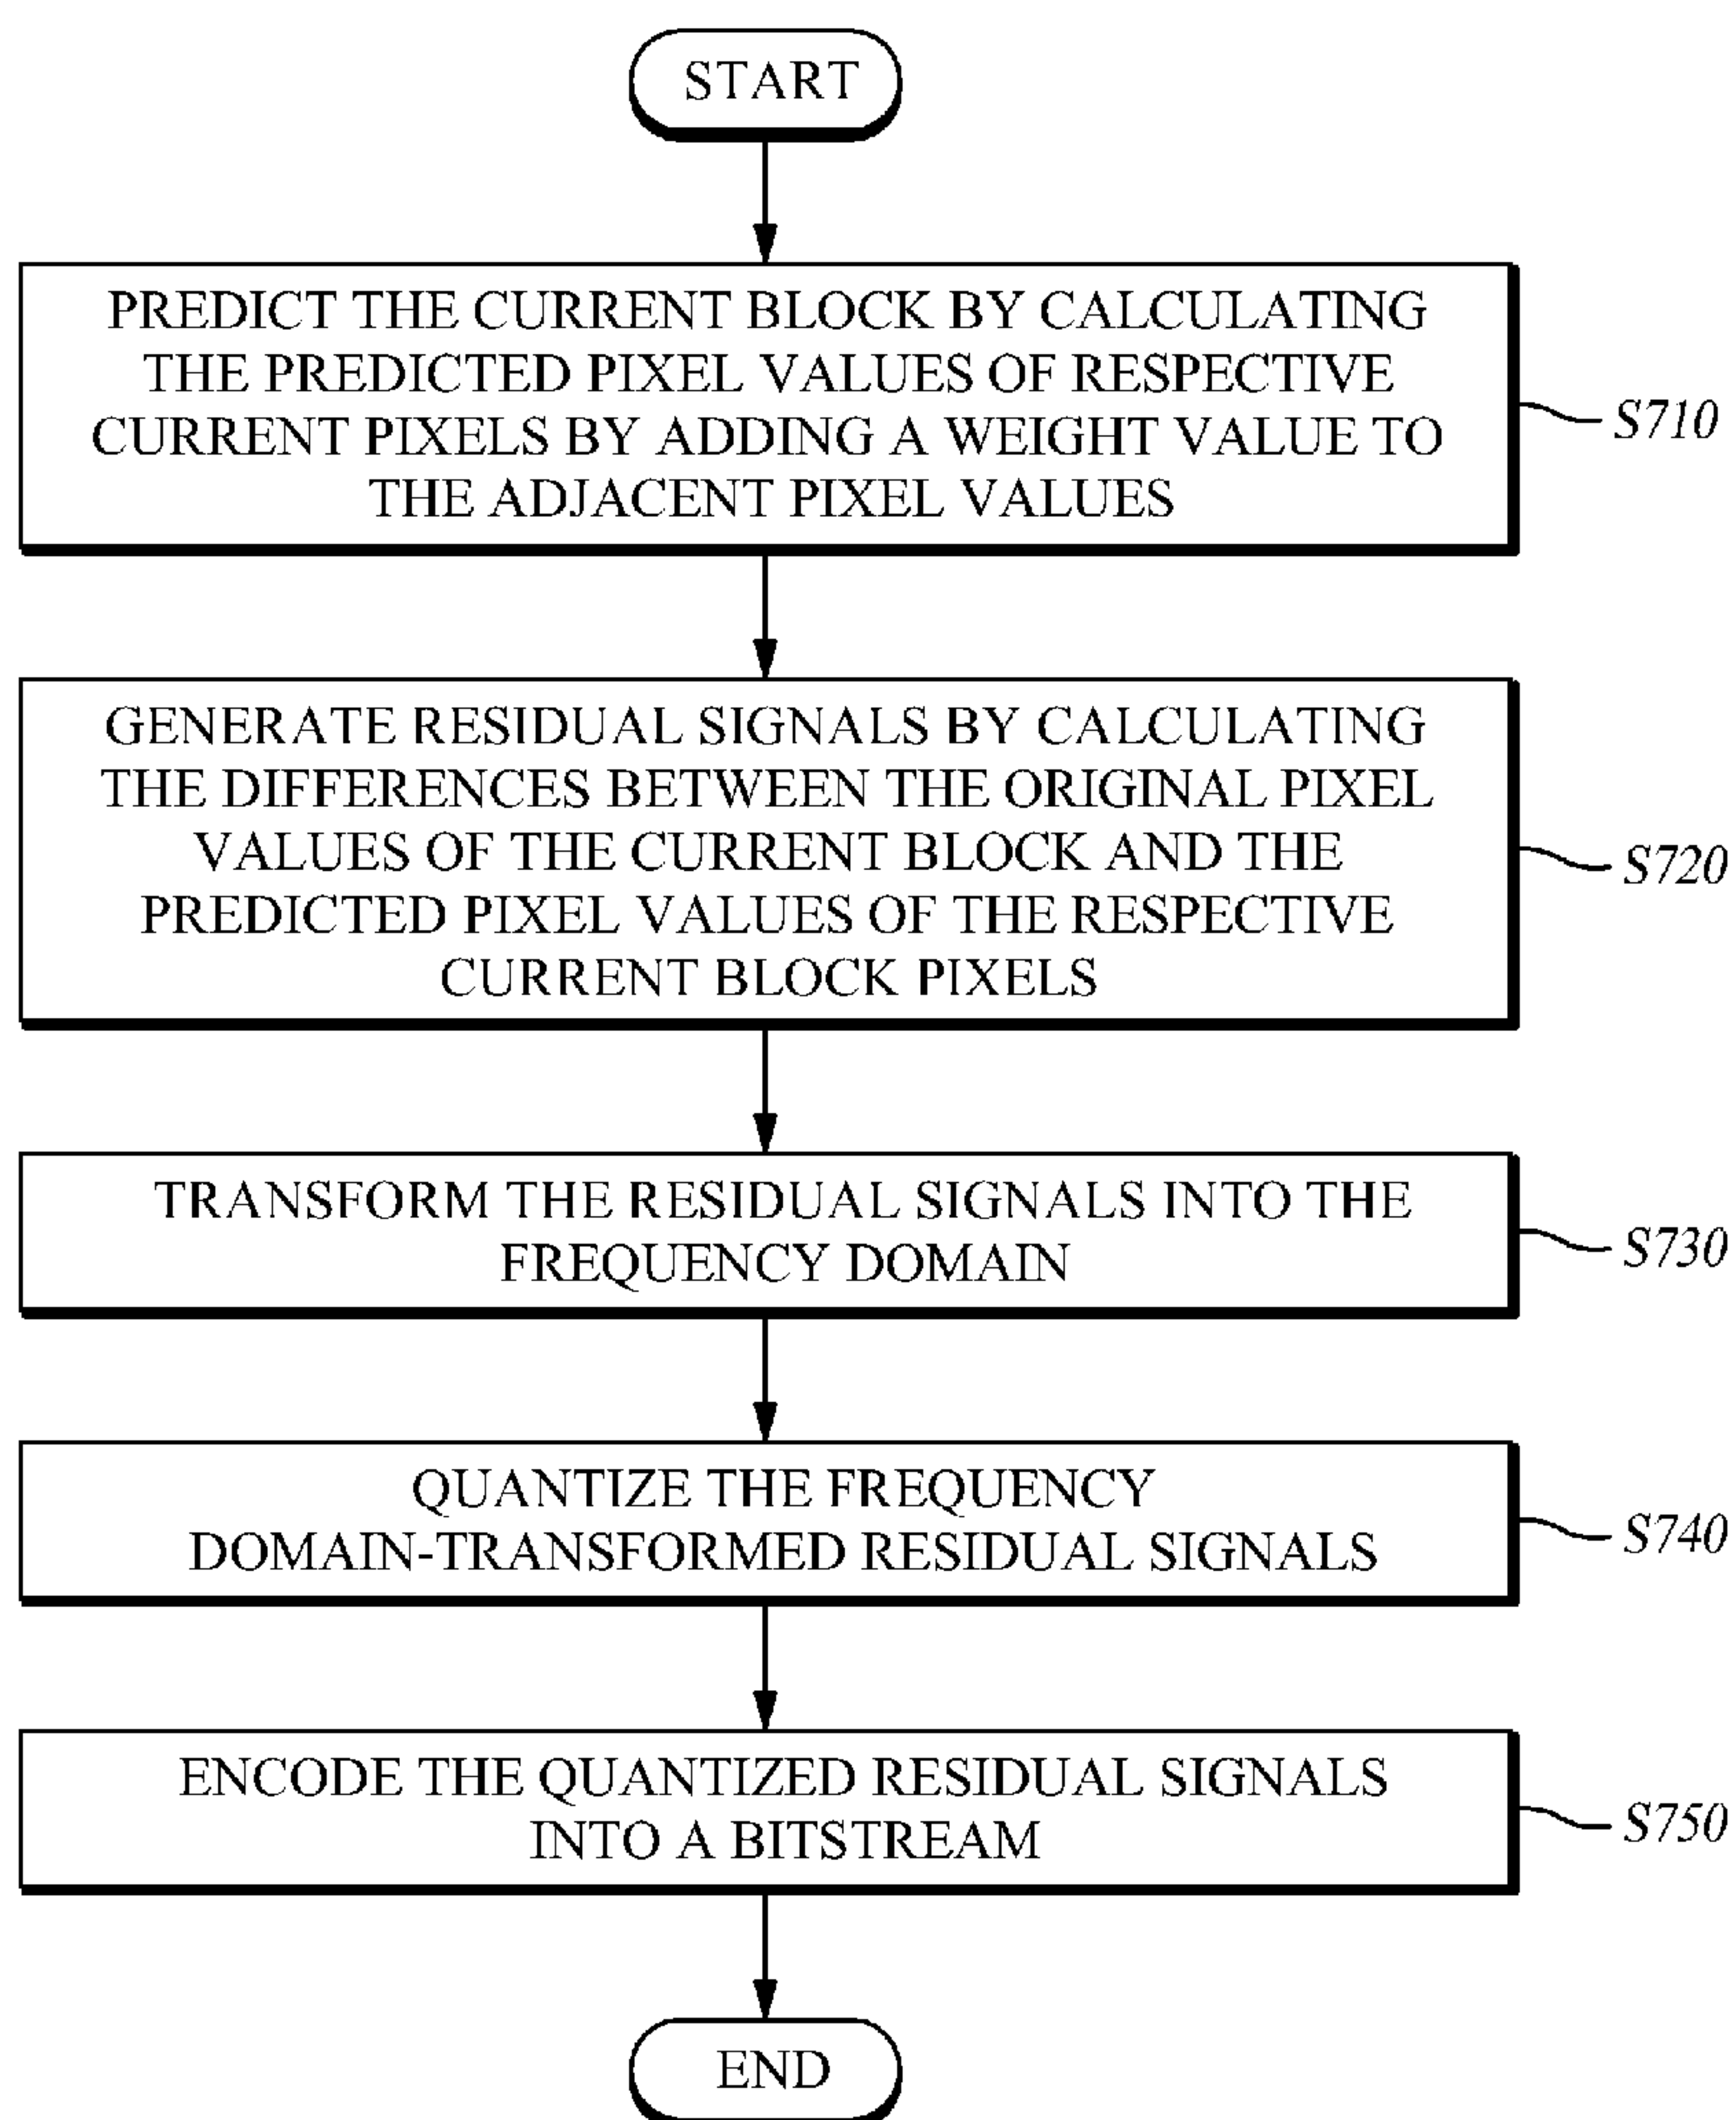 START
PREDICT THE CURRENT BLOCK BY CALCULATING
THE PREDICTED PIXEL VALUES OF RESPECTIVE
CURRENT PIXELS BY ADDING A WEIGHT VALUE TO
THE ADJACENT PIXEL VALUES
S710
GENERATE RESIDUAL SIGNALS BY CALCULATING
THE DIFFERENCES BETWEEN THE ORIGINAL PIXEL
VALUES OF THE CURRENT BLOCK AND THE
PREDICTED PIXEL VALUES OF THE RESPECTIVE
CURRENT BLOCK PIXELS
S720
TRANSFORM THE RESIDUAL SIGNALS INTO THE
FREQUENCY DOMAIN
S730
QUANTIZE THE FREQUENCY
DOMAIN-TRANSFORMED RESIDUAL SIGNALS
S740
ENCODE THE QUANTIZED RESIDUAL SIGNALS
INTO A BITSTREAM
S750
END